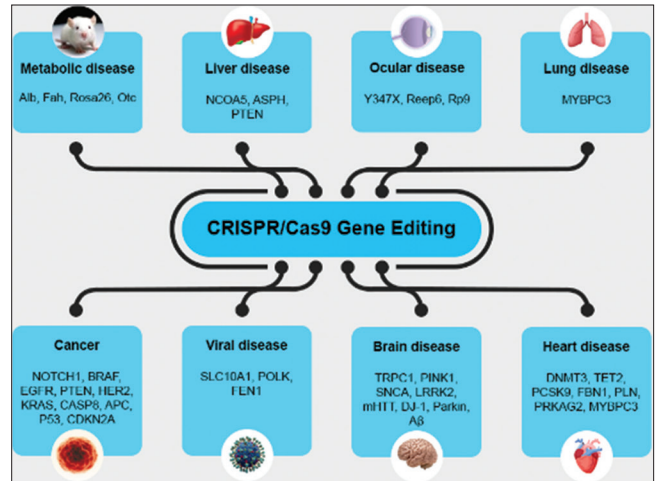 Metabolic disease
Alb, Fah, Rosa26, Otc
Liver disease
NCOA5, ASPH,
PTEN
Ocular disease
Y347X, Reep6, Rp9
Lung disease
MYBPC3
CRISPR/Cas9 Gene Editing
Cancer
NOTCH1, BRAF,
EGFR, PTEN, HER2,
KRAS, CASP8, APC,
P53, CDKN2A
Viral disease
SLC10A1, POLK,
FEN1
Brain disease
TRPC1, PINK1,
SNCA, LRRK2,
mHTT, DJ-1, Parkin,
Aβ
Heart disease
DNMT3, TET2,
PCSK9, FBN1, PLN,
PRKAG2, MYBPC3